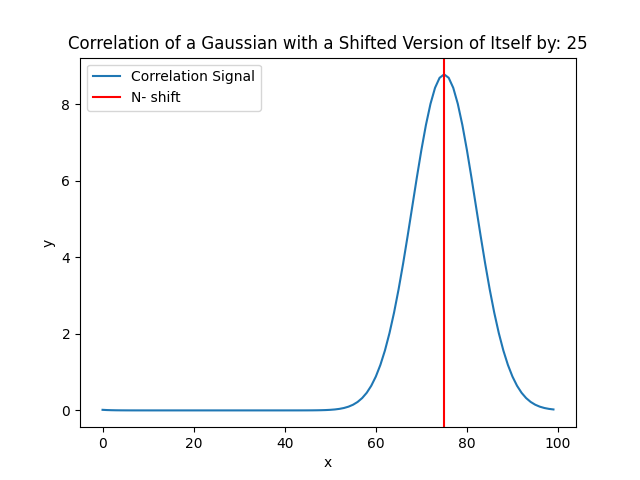 Correlation of a Gaussian with a Shifted Version of Itself by: 25
Correlation Signal
N- shift
y
8
6
4
2
0
0 20 40 60 80 100
x